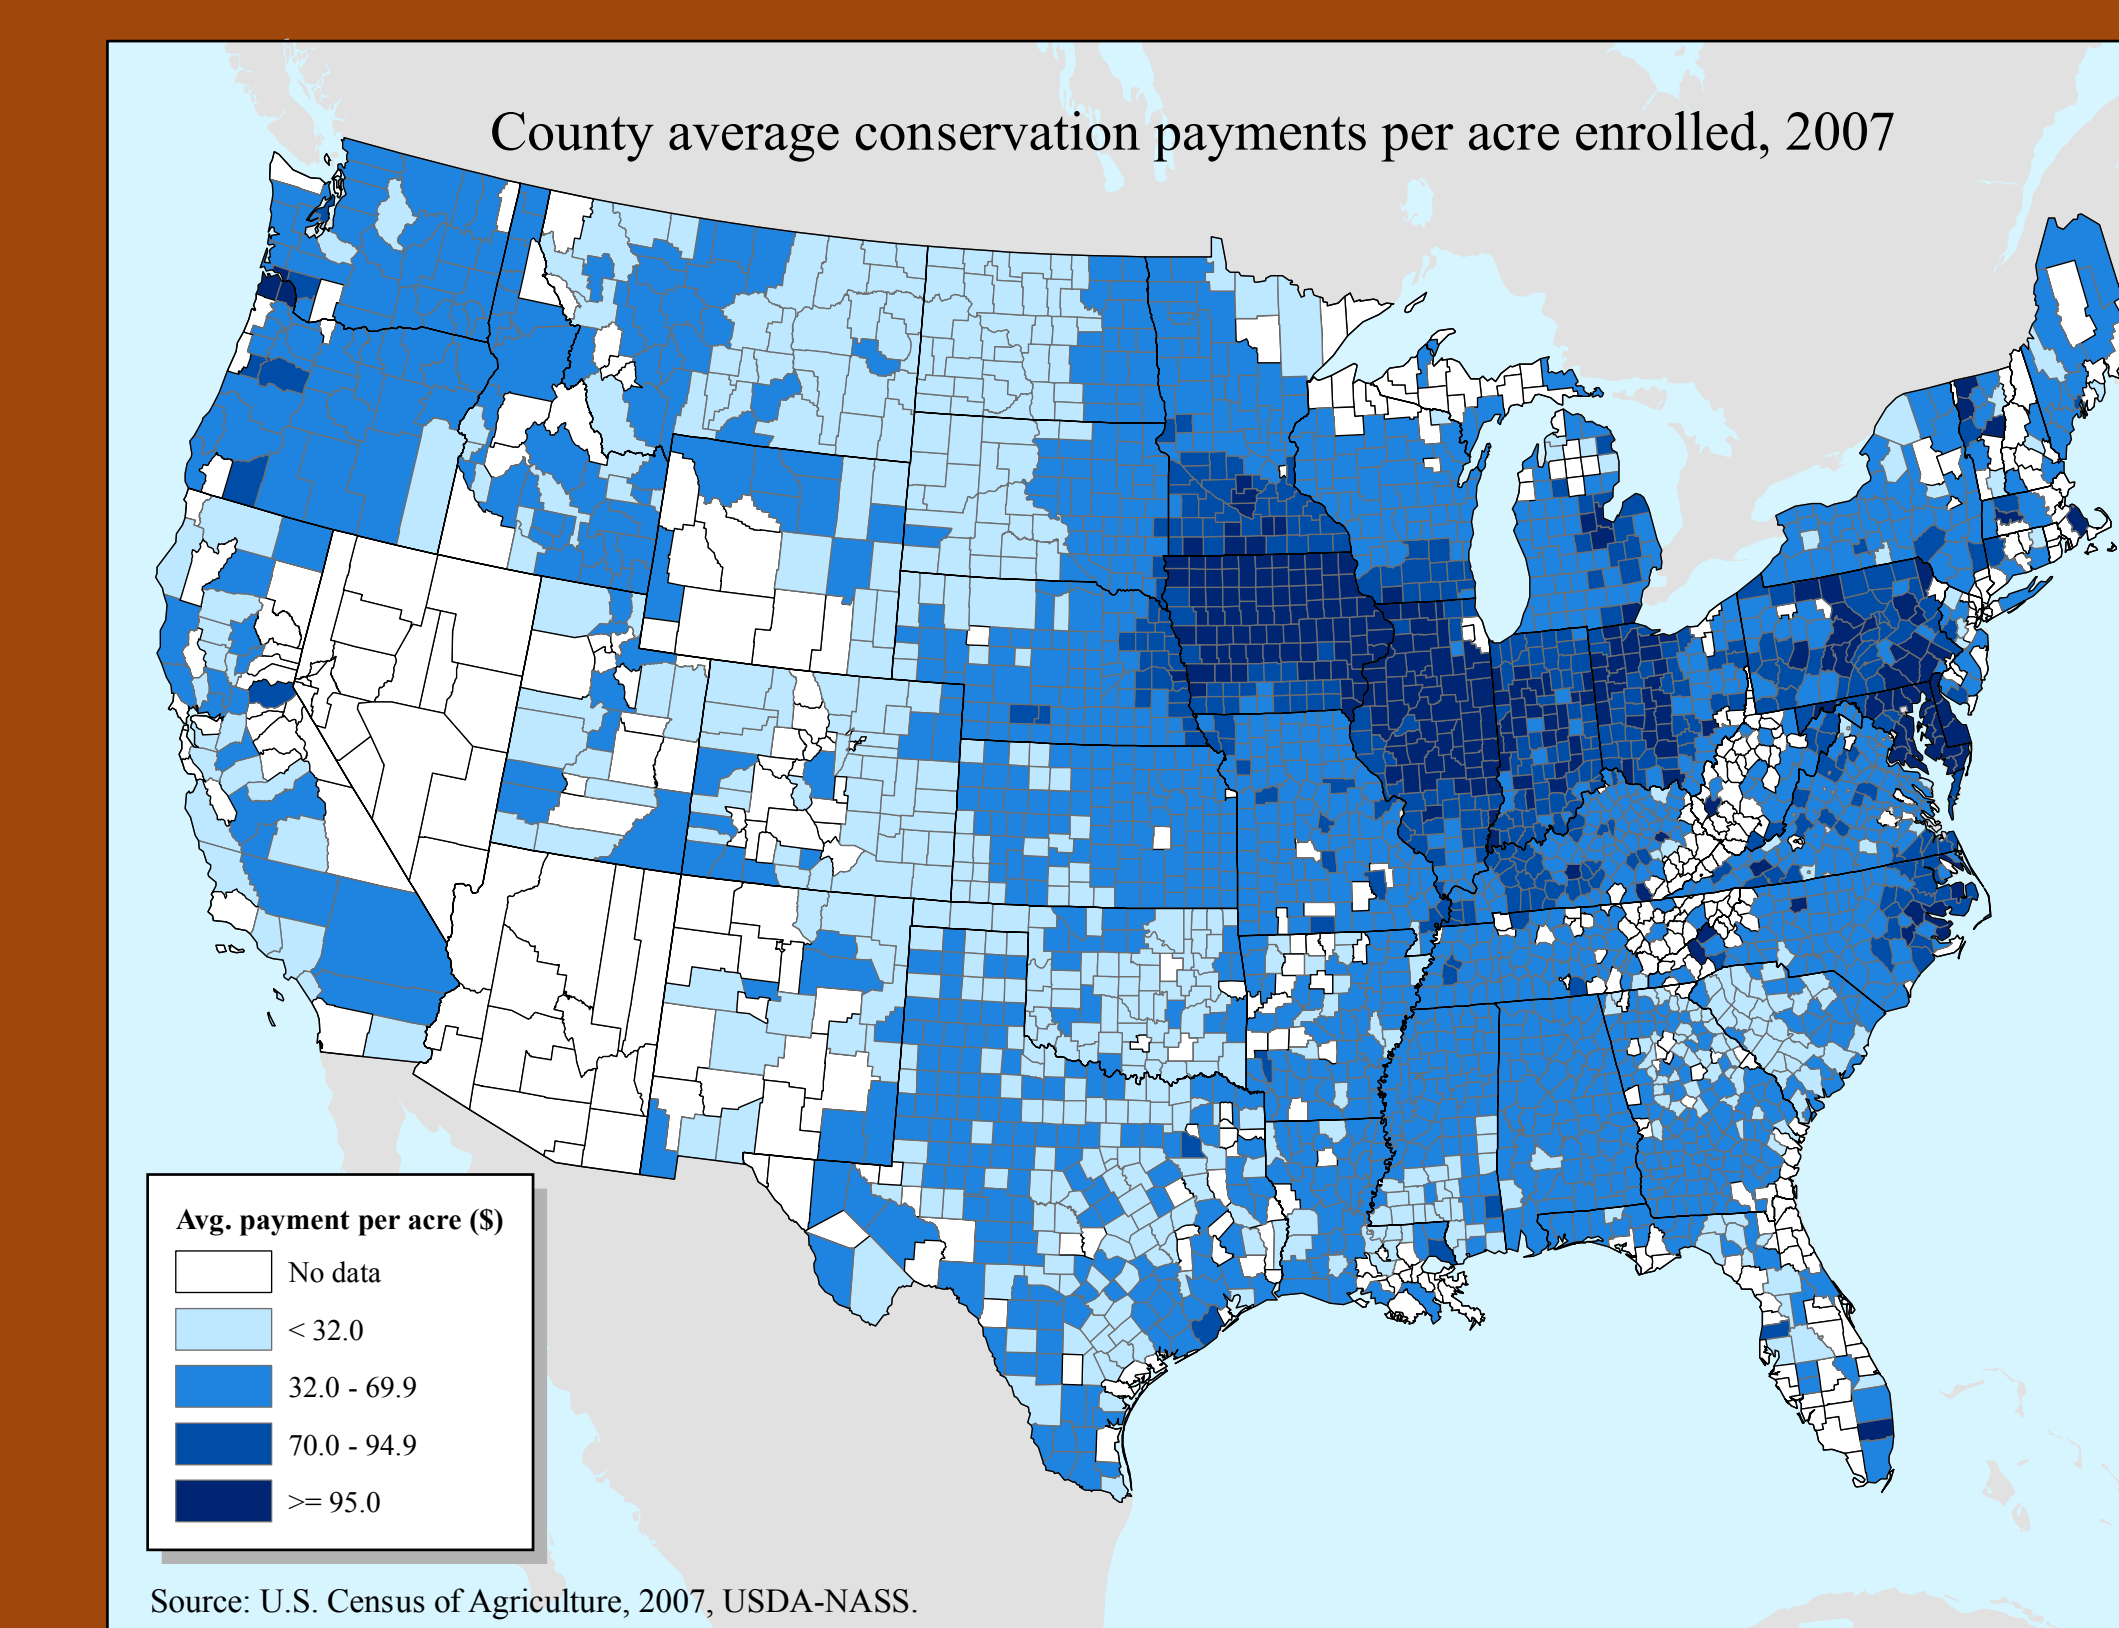 County average conservation payments per acre enrolled, 2007
Avg. payment per acre ($)
No data
< 32.0
32.0 - 69.9
70.0 - 94.9
>= 95.0
Source: U.S. Census of Agriculture, 2007, USDA-NASS.